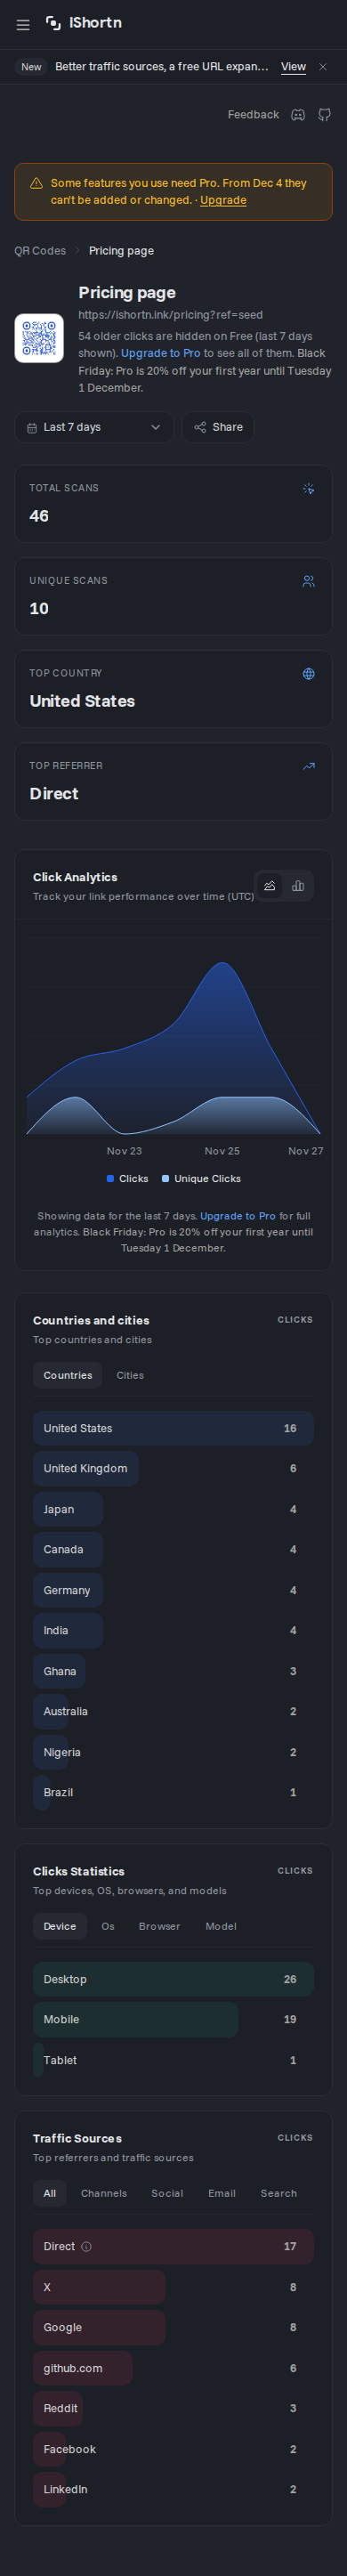 IShortn
New Better traffic sources, a free URL expan... View
Feedback
Some features you use need Pro. From Dec 4 they
can't be added or changed. · Upgrade
QR Codes > Pricing page
Pricing page
https://ishortn.ink/pricing?ref=seed
54 older clicks are hidden on Free (last 7 days
shown). Upgrade to Pro to see all of them. Black
Friday: Pro is 20% off your first year until Tuesday
1 December.
Last 7 days
Share
TOTAL SCANS
46
UNIQUE SCANS
10
TOP COUNTRY
United States
TOP REFERRER
Direct
Click Analytics
Track your link performance over time (UTC)
Nov 23 Nov 25 Nov 27
Clicks Unique Clicks
Showing data for the last 7 days. Upgrade to Pro for full
analytics. Black Friday: Pro is 20% off your first year until
Tuesday 1 December.
Countries and cities CLICKS
Top countries and cities
Countries Cities
United States 16
United Kingdom 6
Japan 4
Canada 4
Germany 4
India 4
Ghana 3
Australia 2
Nigeria 2
Brazil 1
Clicks Statistics CLICKS
Top devices, OS, browsers, and models
Device Os Browser Model
Desktop 26
Mobile 19
Tablet 1
Traffic Sources CLICKS
Top referrers and traffic sources
All Channels Social Email Search
Direct 17
X 8
Google 8
github.com 6
Reddit 3
Facebook 2
LinkedIn 2